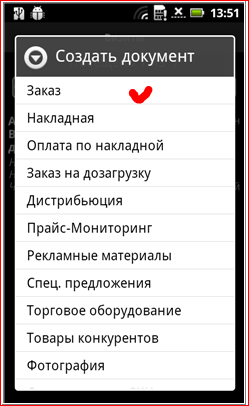 13:51
Создать документ
Заказ
Накладная
Оплата по накладной
Заказ на дозагрузку
Дистрибьюция
Прайс-Мониторинг
Рекламные материалы
Спец. предложения
Торговое оборудование
Товары конкурентов
Фотография